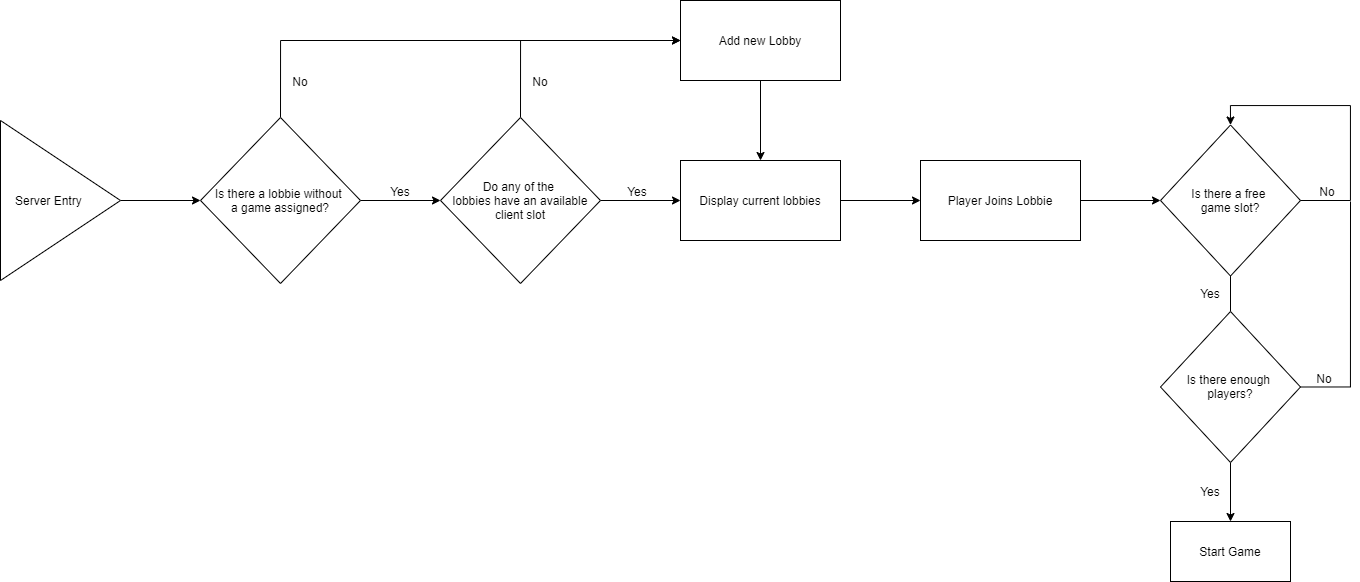 Add new Lobby
No
No
Server Entry
Is there a lobbie without
a game assigned?
Yes
Do any of the
lobbies have an available
client slot
Yes
Display current lobbies
Player Joins Lobbie
Is there a free
game slot?
No
Yes
Is there enough
players?
No
Yes
Start Game